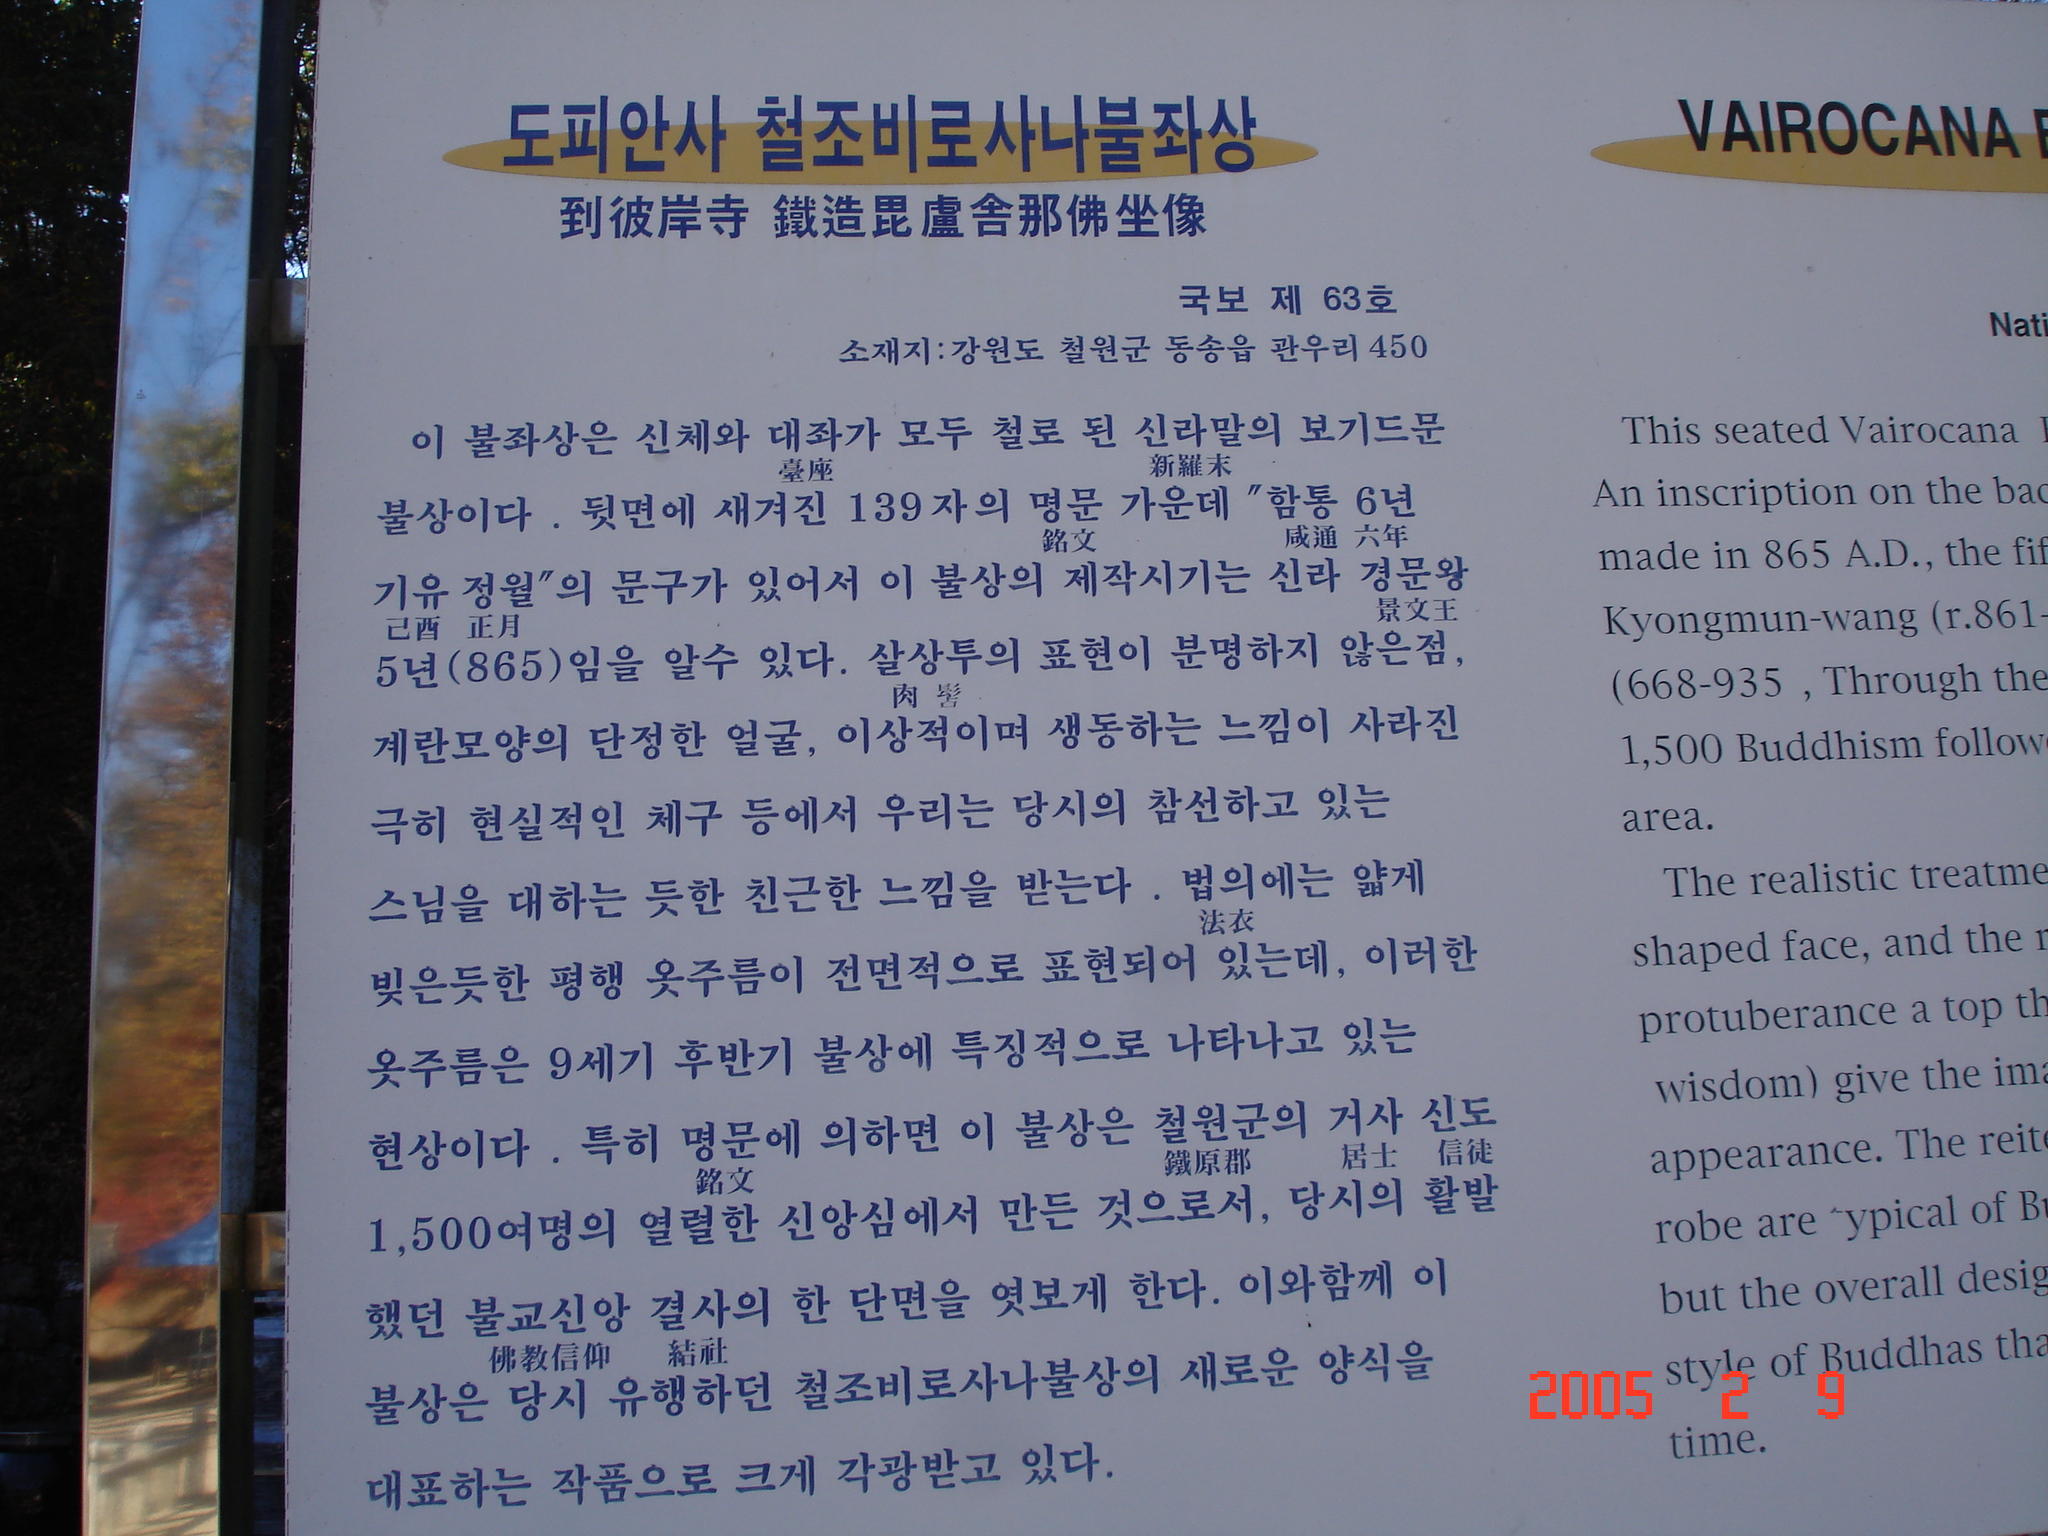 도피안사 철조비로사나불좌상
到彼岸寺 鐵造毘盧舍那佛坐像
국보 제 63호
소재지:강원도 철원군 동송읍 관우리 450
이 불좌상은 신체와 대좌가 모두 철로 된 신라말의 보기드문
臺座 新羅末
불상이다 . 뒷면에 새겨진 139자의 명문 가운데 "함통 6년
銘文 咸通 六年
기유 정월"의 문구가 있어서 이 불상의 제작시기는 신라 경문왕
己酉 正月 景文王
5년(865)임을 알수 있다. 살상투의 표현이 분명하지 않은점,
肉 髻
계란모양의 단정한 얼굴, 이상적이며 생동하는 느낌이 사라진
극히 현실적인 체구 등에서 우리는 당시의 참선하고 있는
스님을 대하는 듯한 친근한 느낌을 받는다 . 법의에는 얇게
法衣
빚은듯한 평행 옷주름이 전면적으로 표현되어 있는데, 이러한
옷주름은 9세기 후반기 불상에 특징적으로 나타나고 있는
현상이다 . 특히 명문에 의하면 이 불상은 철원군의 거사 신도
銘文 鐵原郡 居士 信徒
1,500여명의 열렬한 신앙심에서 만든 것으로서, 당시의 활발
했던 불교신앙 결사의 한 단면을 엿보게 한다. 이와함께 이
佛教信仰 結社
불상은 당시 유행하던 철조비로사나불상의 새로운 양식을
대표하는 작품으로 크게 각광받고 있다.
VAIROCANA
Nati
This seated Vairocana
An inscription on the bac
made in 865 A.D., the fif
Kyongmun-wang (r.861-
(668-935 , Through the
1,500 Buddhism follow
area.
The realistic treatme
shaped face, and the
protuberance a top th
wisdom) give the ima
appearance. The reite
robe are ypical of Bu
but the overall desig
style of Buddhas tha
time.
2005 2 9